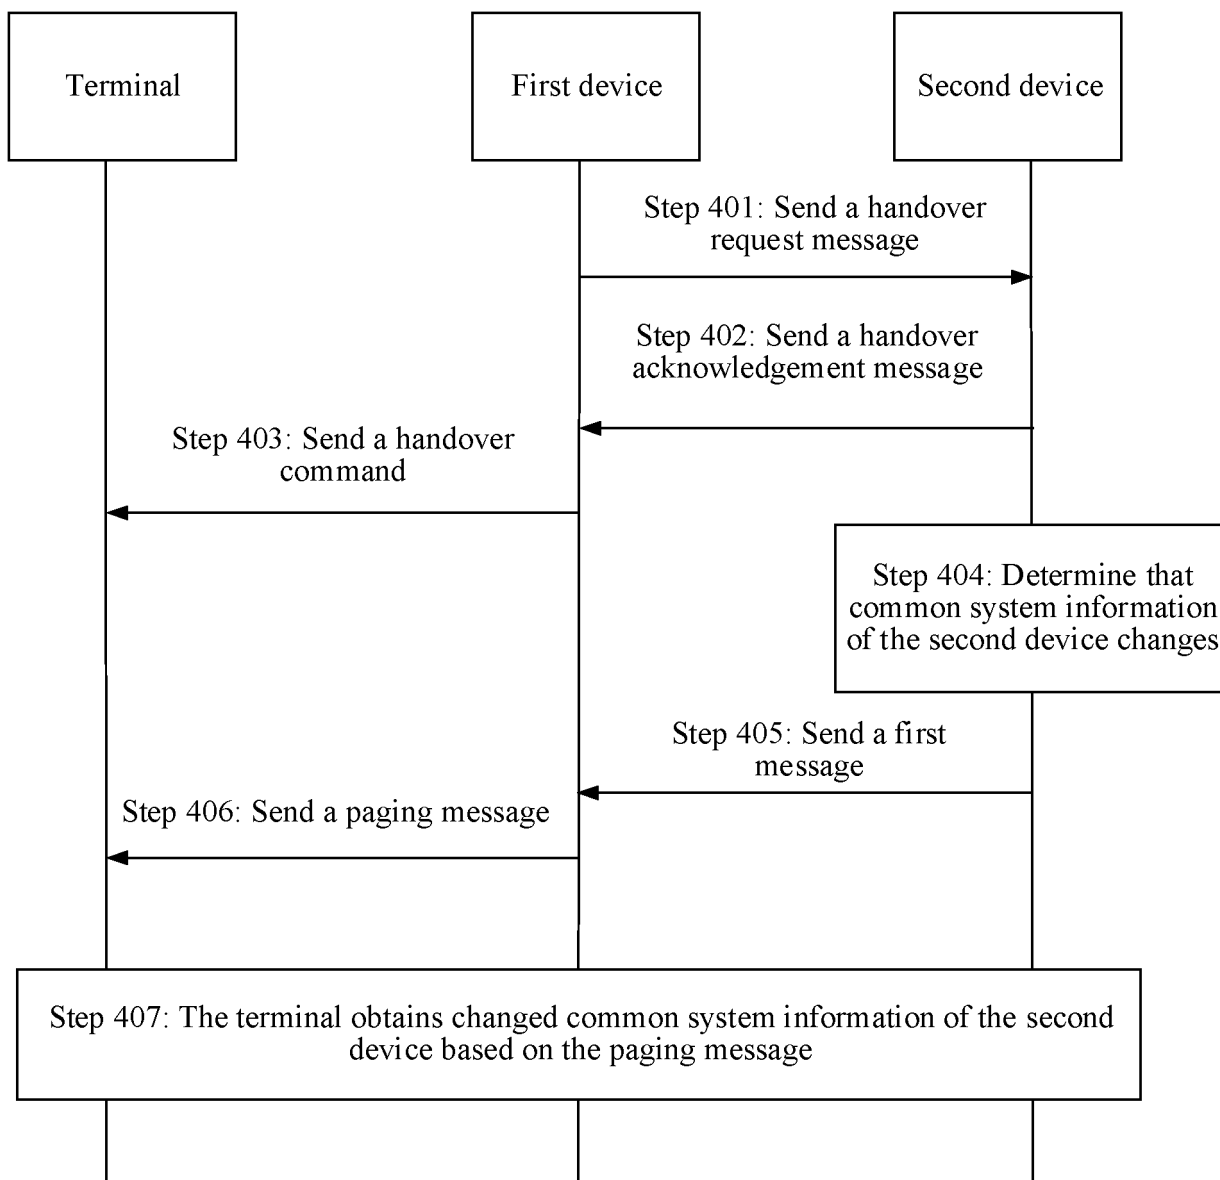 Terminal
First device
Second device
Step 401: Send a handover
request message
Step 402: Send a handover
acknowledgement message
Step 403: Send a handover
command
Step 404: Determine that
common system information
of the second device changes
Step 405: Send a first
message
Step 406: Send a paging message
Step 407: The terminal obtains changed common system information of the second
device based on the paging message